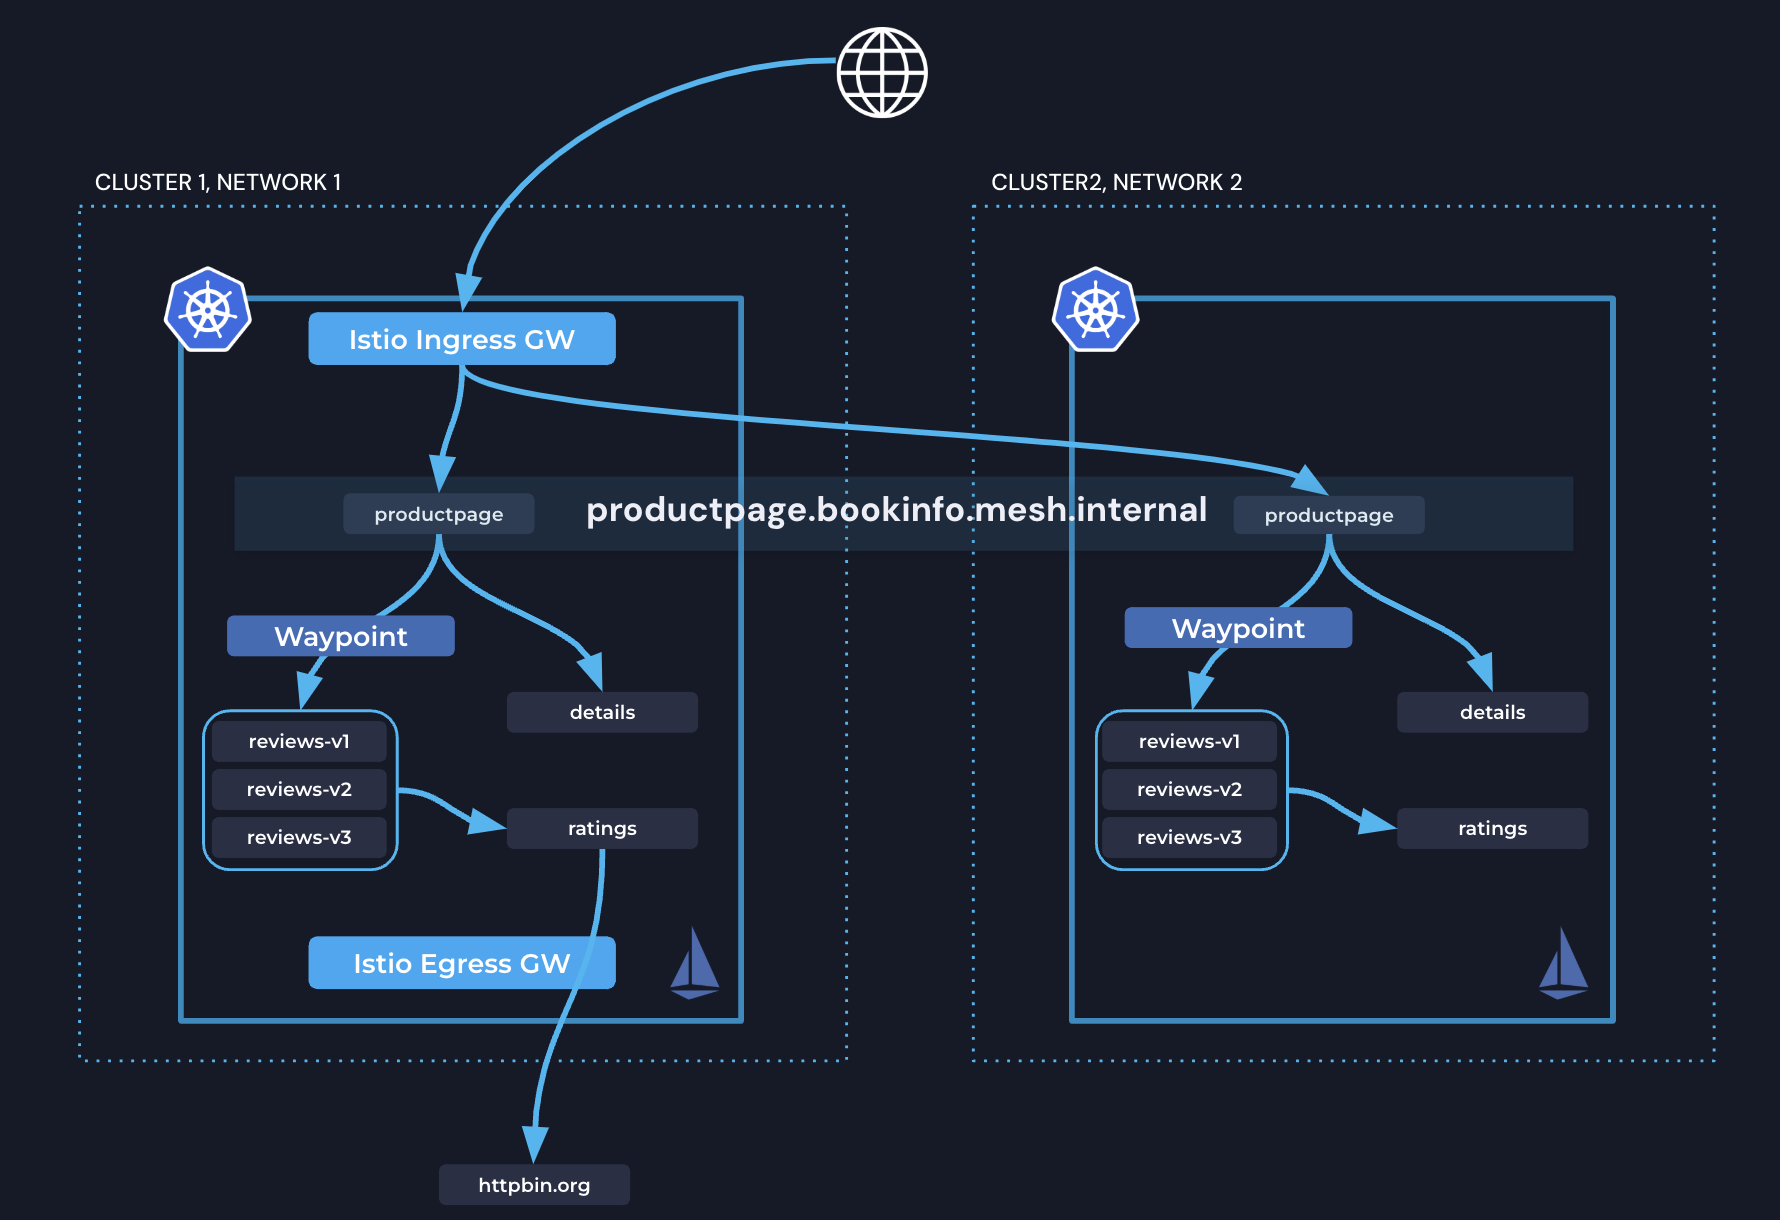 CLUSTER 1, NETWORK 1
CLUSTER2, NETWORK 2
Istio Ingress GW
productpage
productpage.bookinfo.mesh.internal
productpage
Waypoint
Waypoint
details
details
reviews-v1
reviews-v2
reviews-v3
reviews-v1
reviews-v2
reviews-v3
ratings
ratings
Istio Egress GW
httpbin.org